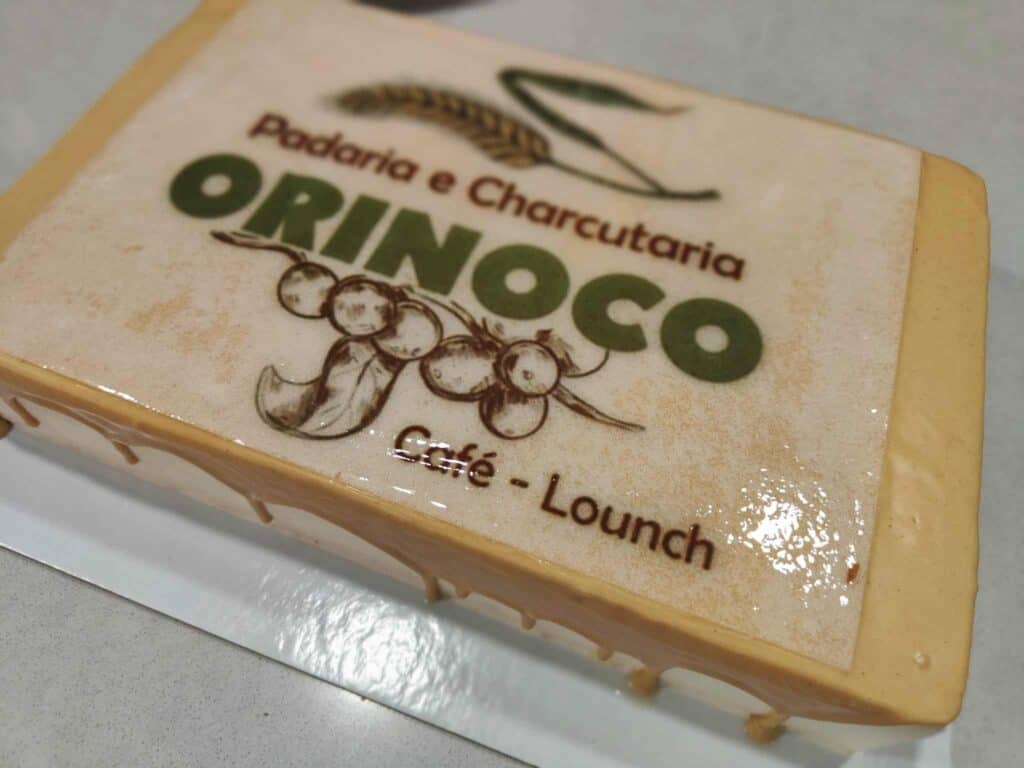 Padaria e Charcutaria
ORINOCO
Café - Lounch